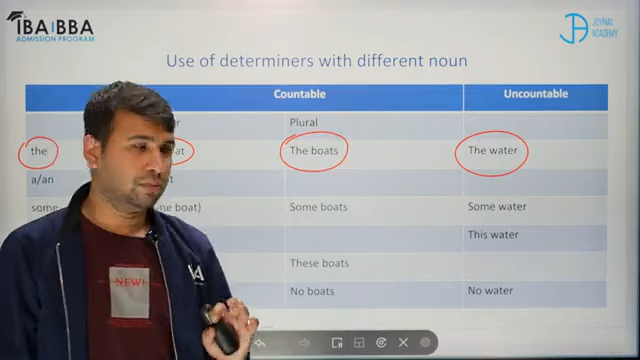 IBA BBA
ADMISSION PROGRAM
JOYNAL
ACADEMY
Use of determiners with different noun
Countable
Uncountable
Plural
the
The boats
The water
a/an
some
Some boats
Some water
This water
These boats
No boats
No water
NEW!